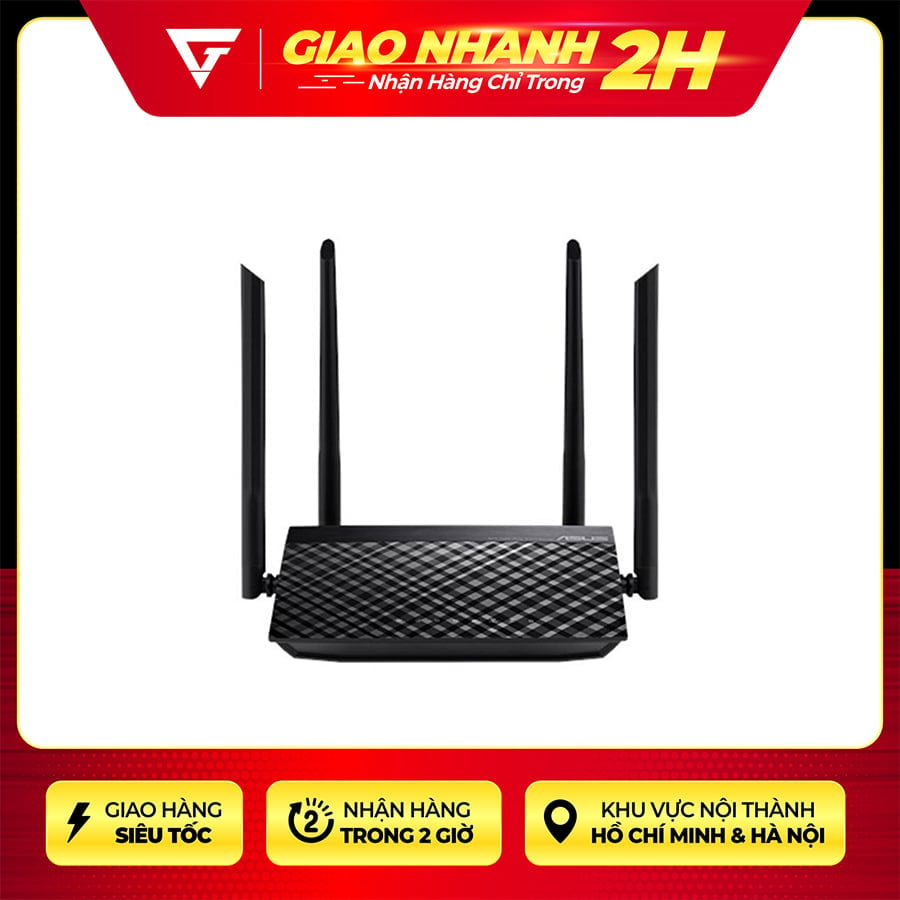 GIAO NHANH
Nhận Hàng Chỉ Trong
2H
ASUS
GIAO HÀNG
SIÊU TỐC
2
NHẬN HÀNG
TRONG 2 GIỜ
KHU VỰC NỘI THÀNH
HỒ CHÍ MINH & HÀ NỘI